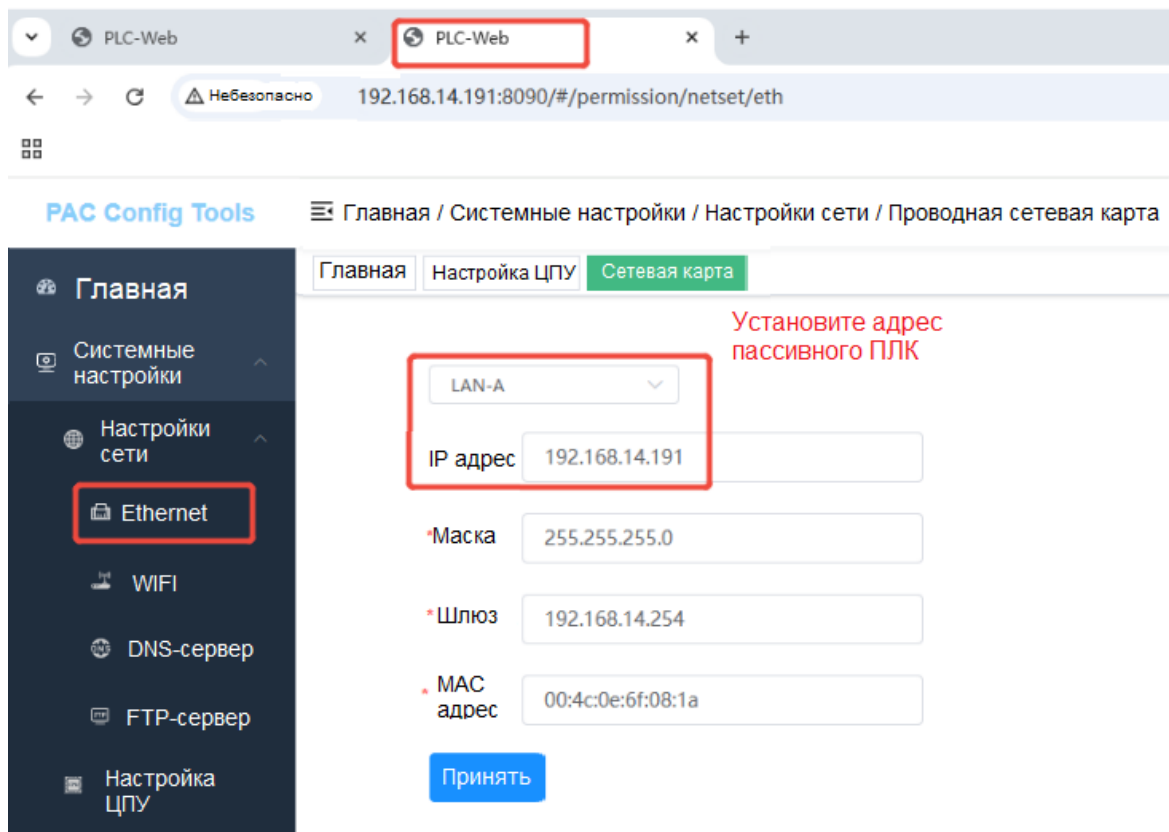 PLC-Web
PLC-Web
Небезопасно 192.168.14.191:8090/#/permission/netset/eth
PAC Config Tools
Главная / Системные настройки / Настройки сети / Проводная сетевая карта
Главная
Настройка ЦПУ
Сетевая карта
Главная
Системные
настройки
Настройки
сети
Ethernet
WIFI
DNS-сервер
FTP-сервер
Настройка
ЦПУ
Установите адрес
пассивного ПЛК
LAN-A
IP адрес 192.168.14.191
*Маска 255.255.255.0
*Шлюз 192.168.14.254
* MAC
адрес 00:4c:0e:6f:08:1a
Принять